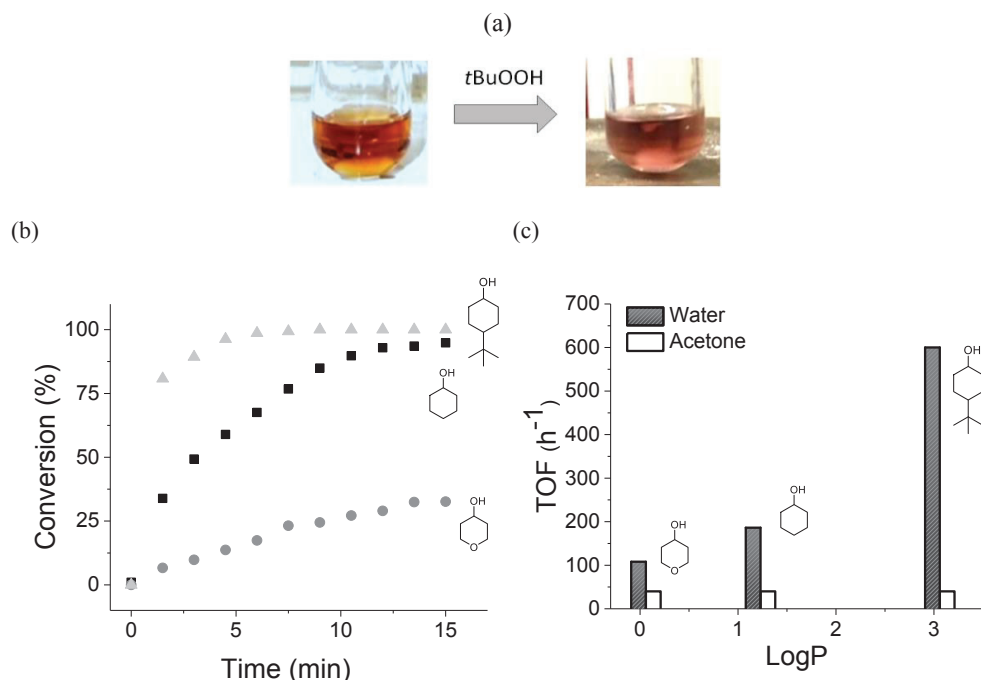 (a)
tBuOOH
(b)
100
75
50
25
0
Conversion (%)
0
5
10
15
Time (min)
OH
OH
OH
O
(c)
700
600
500
400
300
200
100
0
TOF (h-1)
Water
Acetone
OH
O
OH
OH
0
1
2
3
LogP